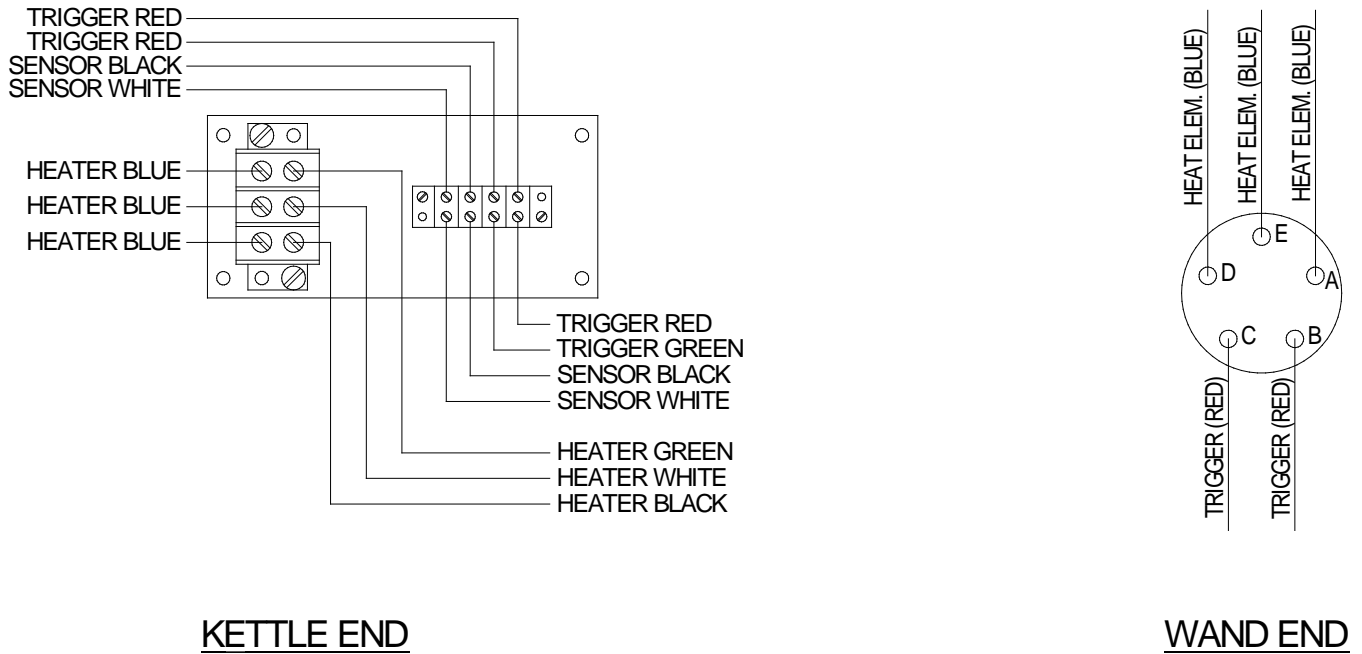 TRIGGER RED
TRIGGER RED
SENSOR BLACK
SENSOR WHITE
HEATER BLUE
HEATER BLUE
HEATER BLUE
TRIGGER RED
TRIGGER GREEN
SENSOR BLACK
SENSOR WHITE
HEATER GREEN
HEATER WHITE
HEATER BLACK
KETTLE END
HEAT ELEM. (BLUE)
HEAT ELEM. (BLUE)
HEAT ELEM. (BLUE)
E
D
A
C
B
TRIGGER (RED)
TRIGGER (RED)
WAND END